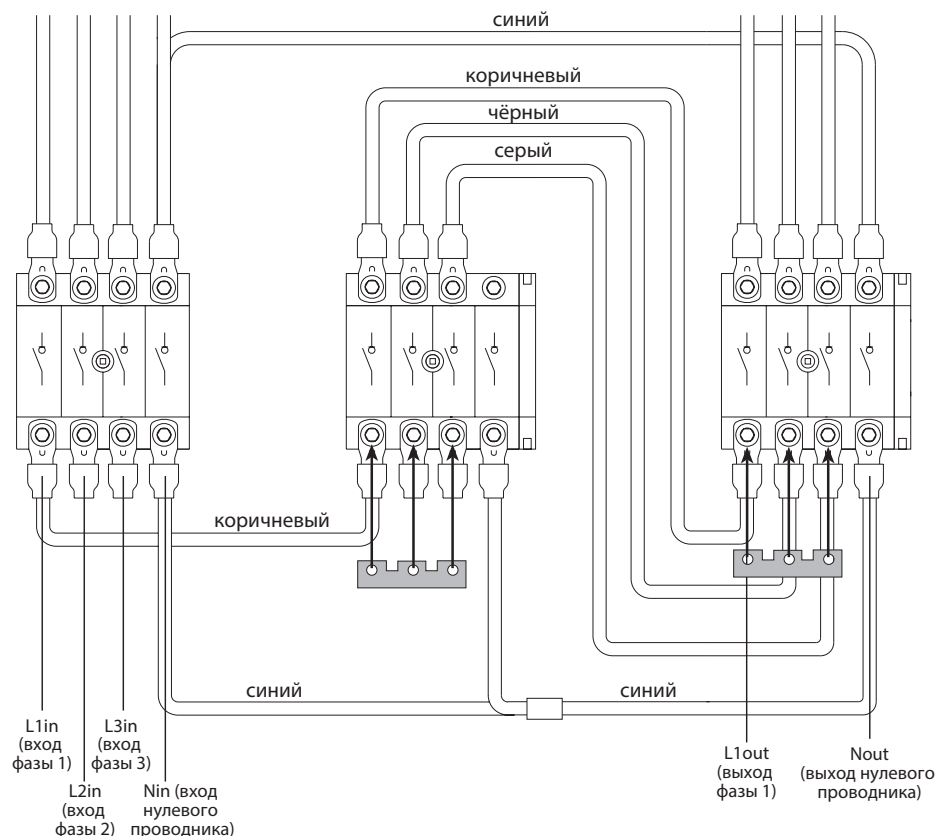 синий
коричневый
чёрный
серый
коричневый
синий
синий
L1in
(вход
фазы 1)
L3in
(вход
фазы 3)
L2in
(вход
фазы 2)
Nin (вход
нулевого
проводника)
L1out
(выход
фазы 1)
Nout
(выход нулевого
проводника)